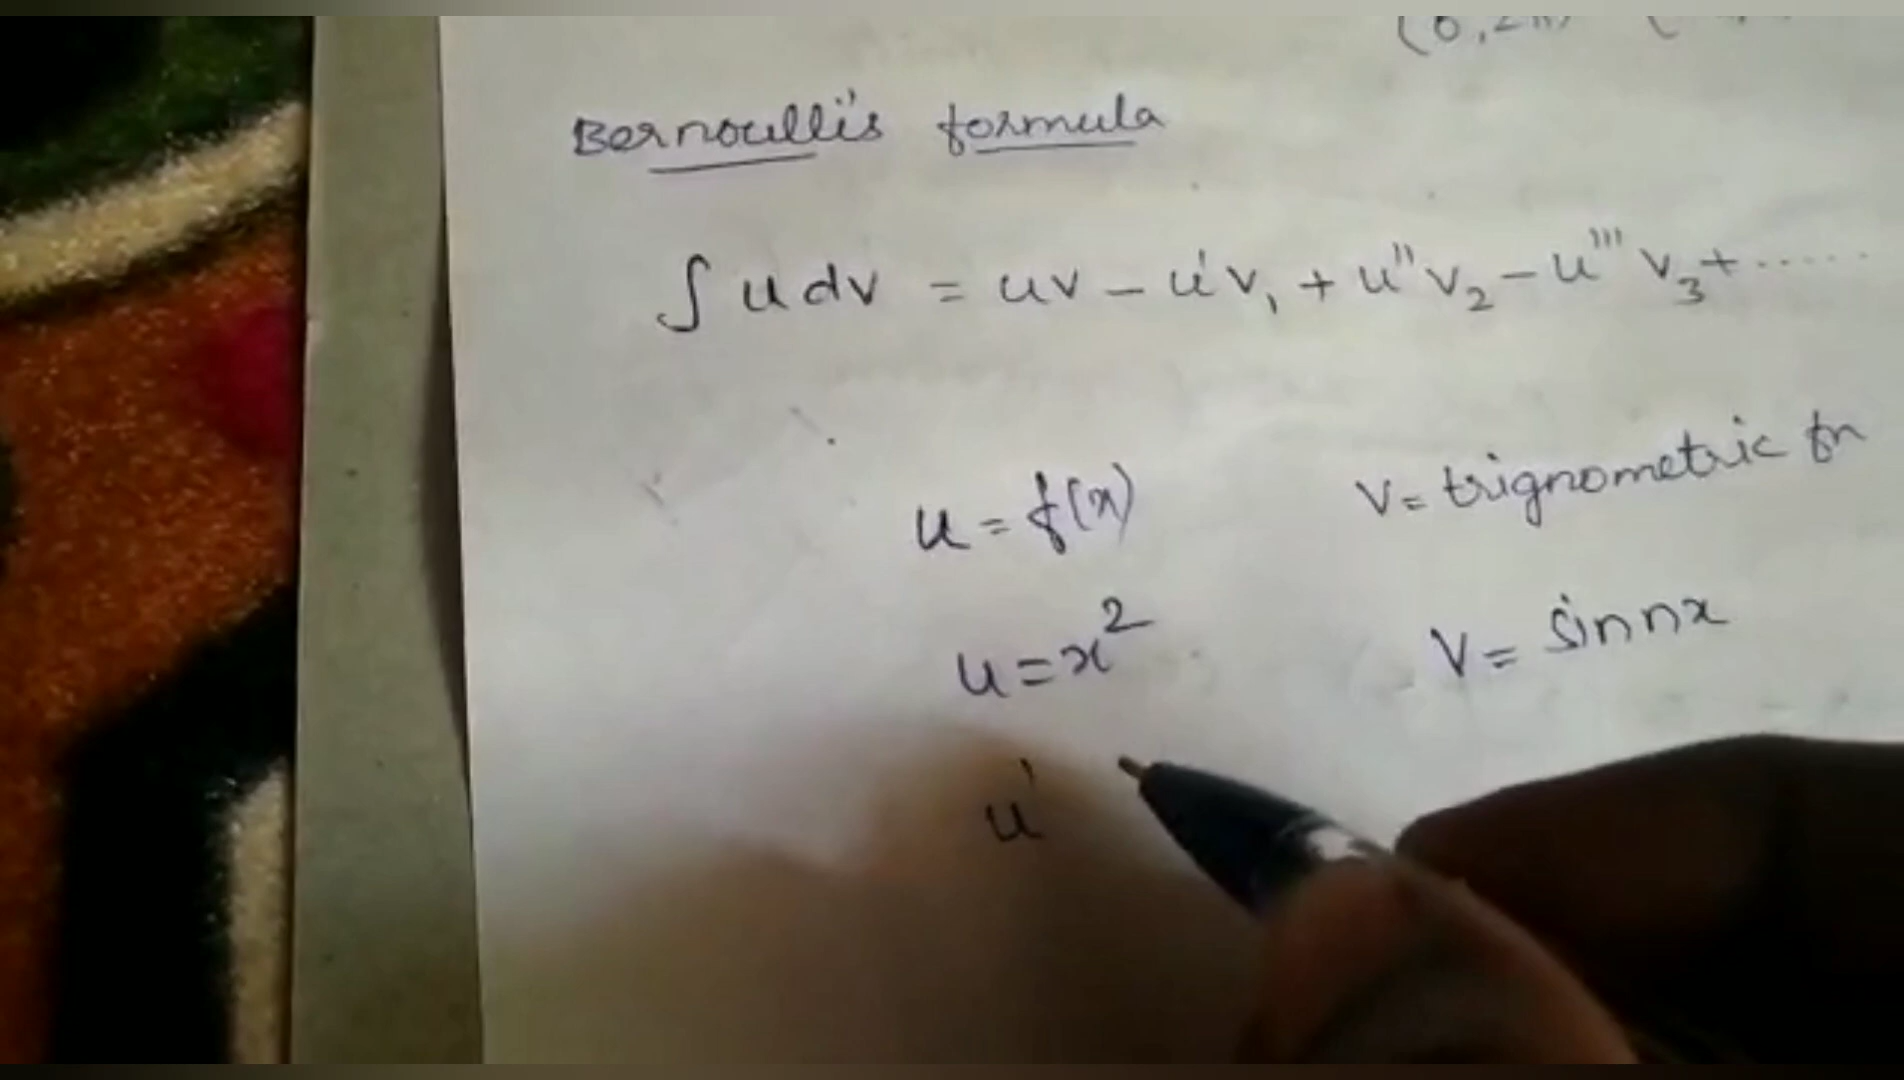 Bernoulli's formula
∫ u dv = uv - u'v₁ + u''v₂ - u'''v₃ + ......
u = f(x) v = trignometric fn
u = x² v = sin nx
u'